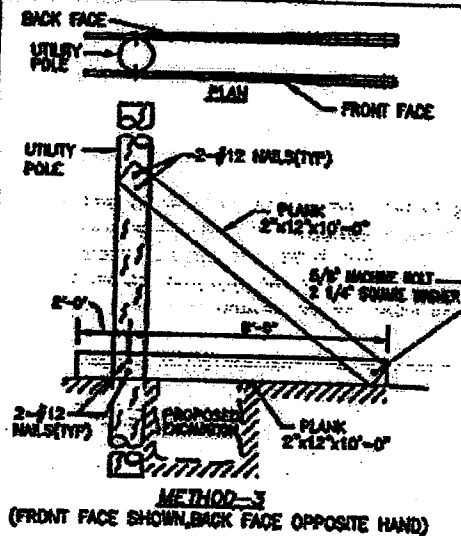 BACK FACE
UTILITY
POLE
PLAN
FRONT FACE
UTILITY
POLE
2-#12 NAILS(TYP)
PLANK
2"x12"x10'-0"
5/8" MACHINE BOLT
2 1/4" SQUARE WASHER
2'-0"
2-#12
NAILS(TYP)
PROPOSED
EXCAVATION
PLANK
2"x12"x10'-0"
METHOD-3
(FRONT FACE SHOWN,BACK FACE OPPOSITE HAND)